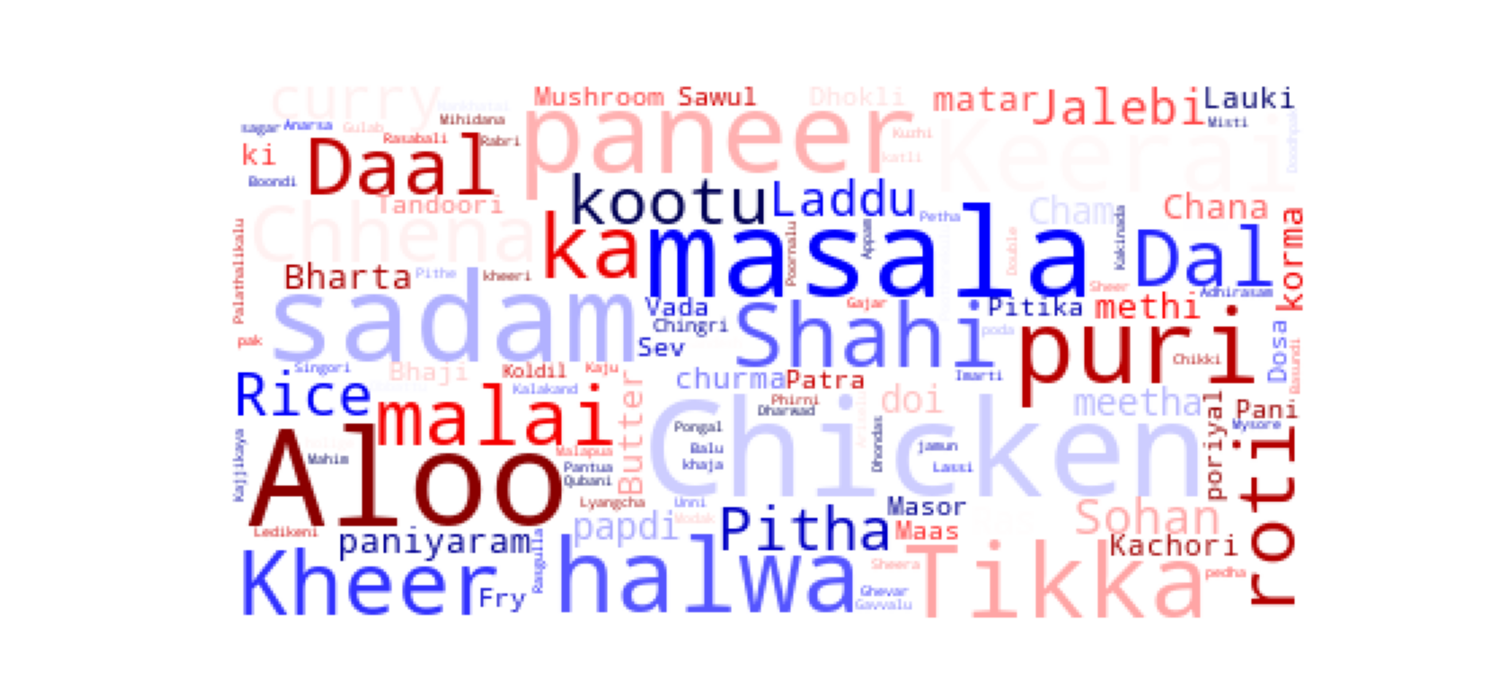 curry
Nankhatai
Mushroom
Sawul
Dhokli
matar
Jalebi
Lauki
Misti
sagar
Anarsa
Gulab
Mihidana
Rasabali
Rabri
paneer
Kuzhi
katli
Keerai
Doodhpak
ki
Boondi
Daal
Tandoori
kootu
Laddu
Petha
Cham
Chana
korma
Palathalikalu
Chhena
ka
masala
Poornalu
Appam
Double
Kakinada
Dal
Bharta
Pithe
kheeri
Sheer
Adhirasam
sadam
Vada
Chingri
Sev
Gajar
Shahi
Pitika
methi
poda
puri
Chikki
Dosa
Basundi
pak
Singori
Bhaji
Koldil
Kaju
Kalakand
churma
Patra
Imarti
Rice
malai
Butter
Phirni
Dharwad
doi
meetha
poriyal
Pani
Mysore
Kajjikaya
Mahim
Aloo
Malapua
Pantua
Qubani
Pongal
Balu
khaja
Chicken
Dhondas
jamun
Lassi
roti
Lyangcha
Unni
Modak
Ledikeni
paniyaram
Rasgulla
papdi
Pitha
Masor
Maas
Sohan
Kachori
Kheer
Fry
halwa
Sheera
Ghevar
Gavvalu
Tikka
pedha